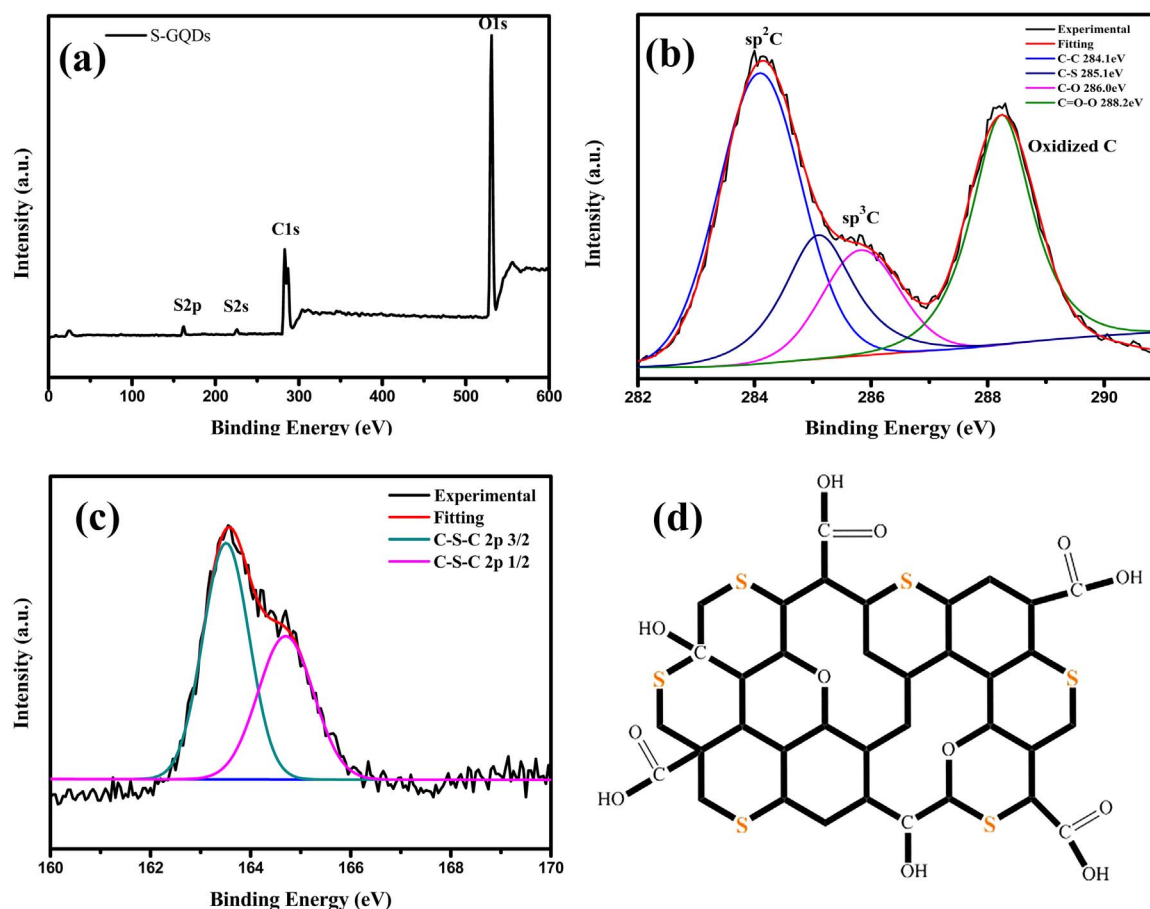 (a)
S-GQDs
O1s
C1s
S2p
S2s
Intensity (a.u.)
0 100 200 300 400 500 600
Binding Energy (eV)
(b)
sp²C
Experimental
Fitting
C-C 284.1eV
C-S 285.1eV
C-O 286.0eV
C=O-O 288.2eV
Oxidized C
sp³C
Intensity (a.u.)
282 284 286 288 290
Binding Energy (eV)
(c)
Experimental
Fitting
C-S-C 2p 3/2
C-S-C 2p 1/2
Intensity (a.u.)
160 162 164 166 168 170
Binding Energy (eV)
(d)
OH
C O
O
S S C OH
HO
C
S O S
O O
C
HO
S C S C O
OH OH